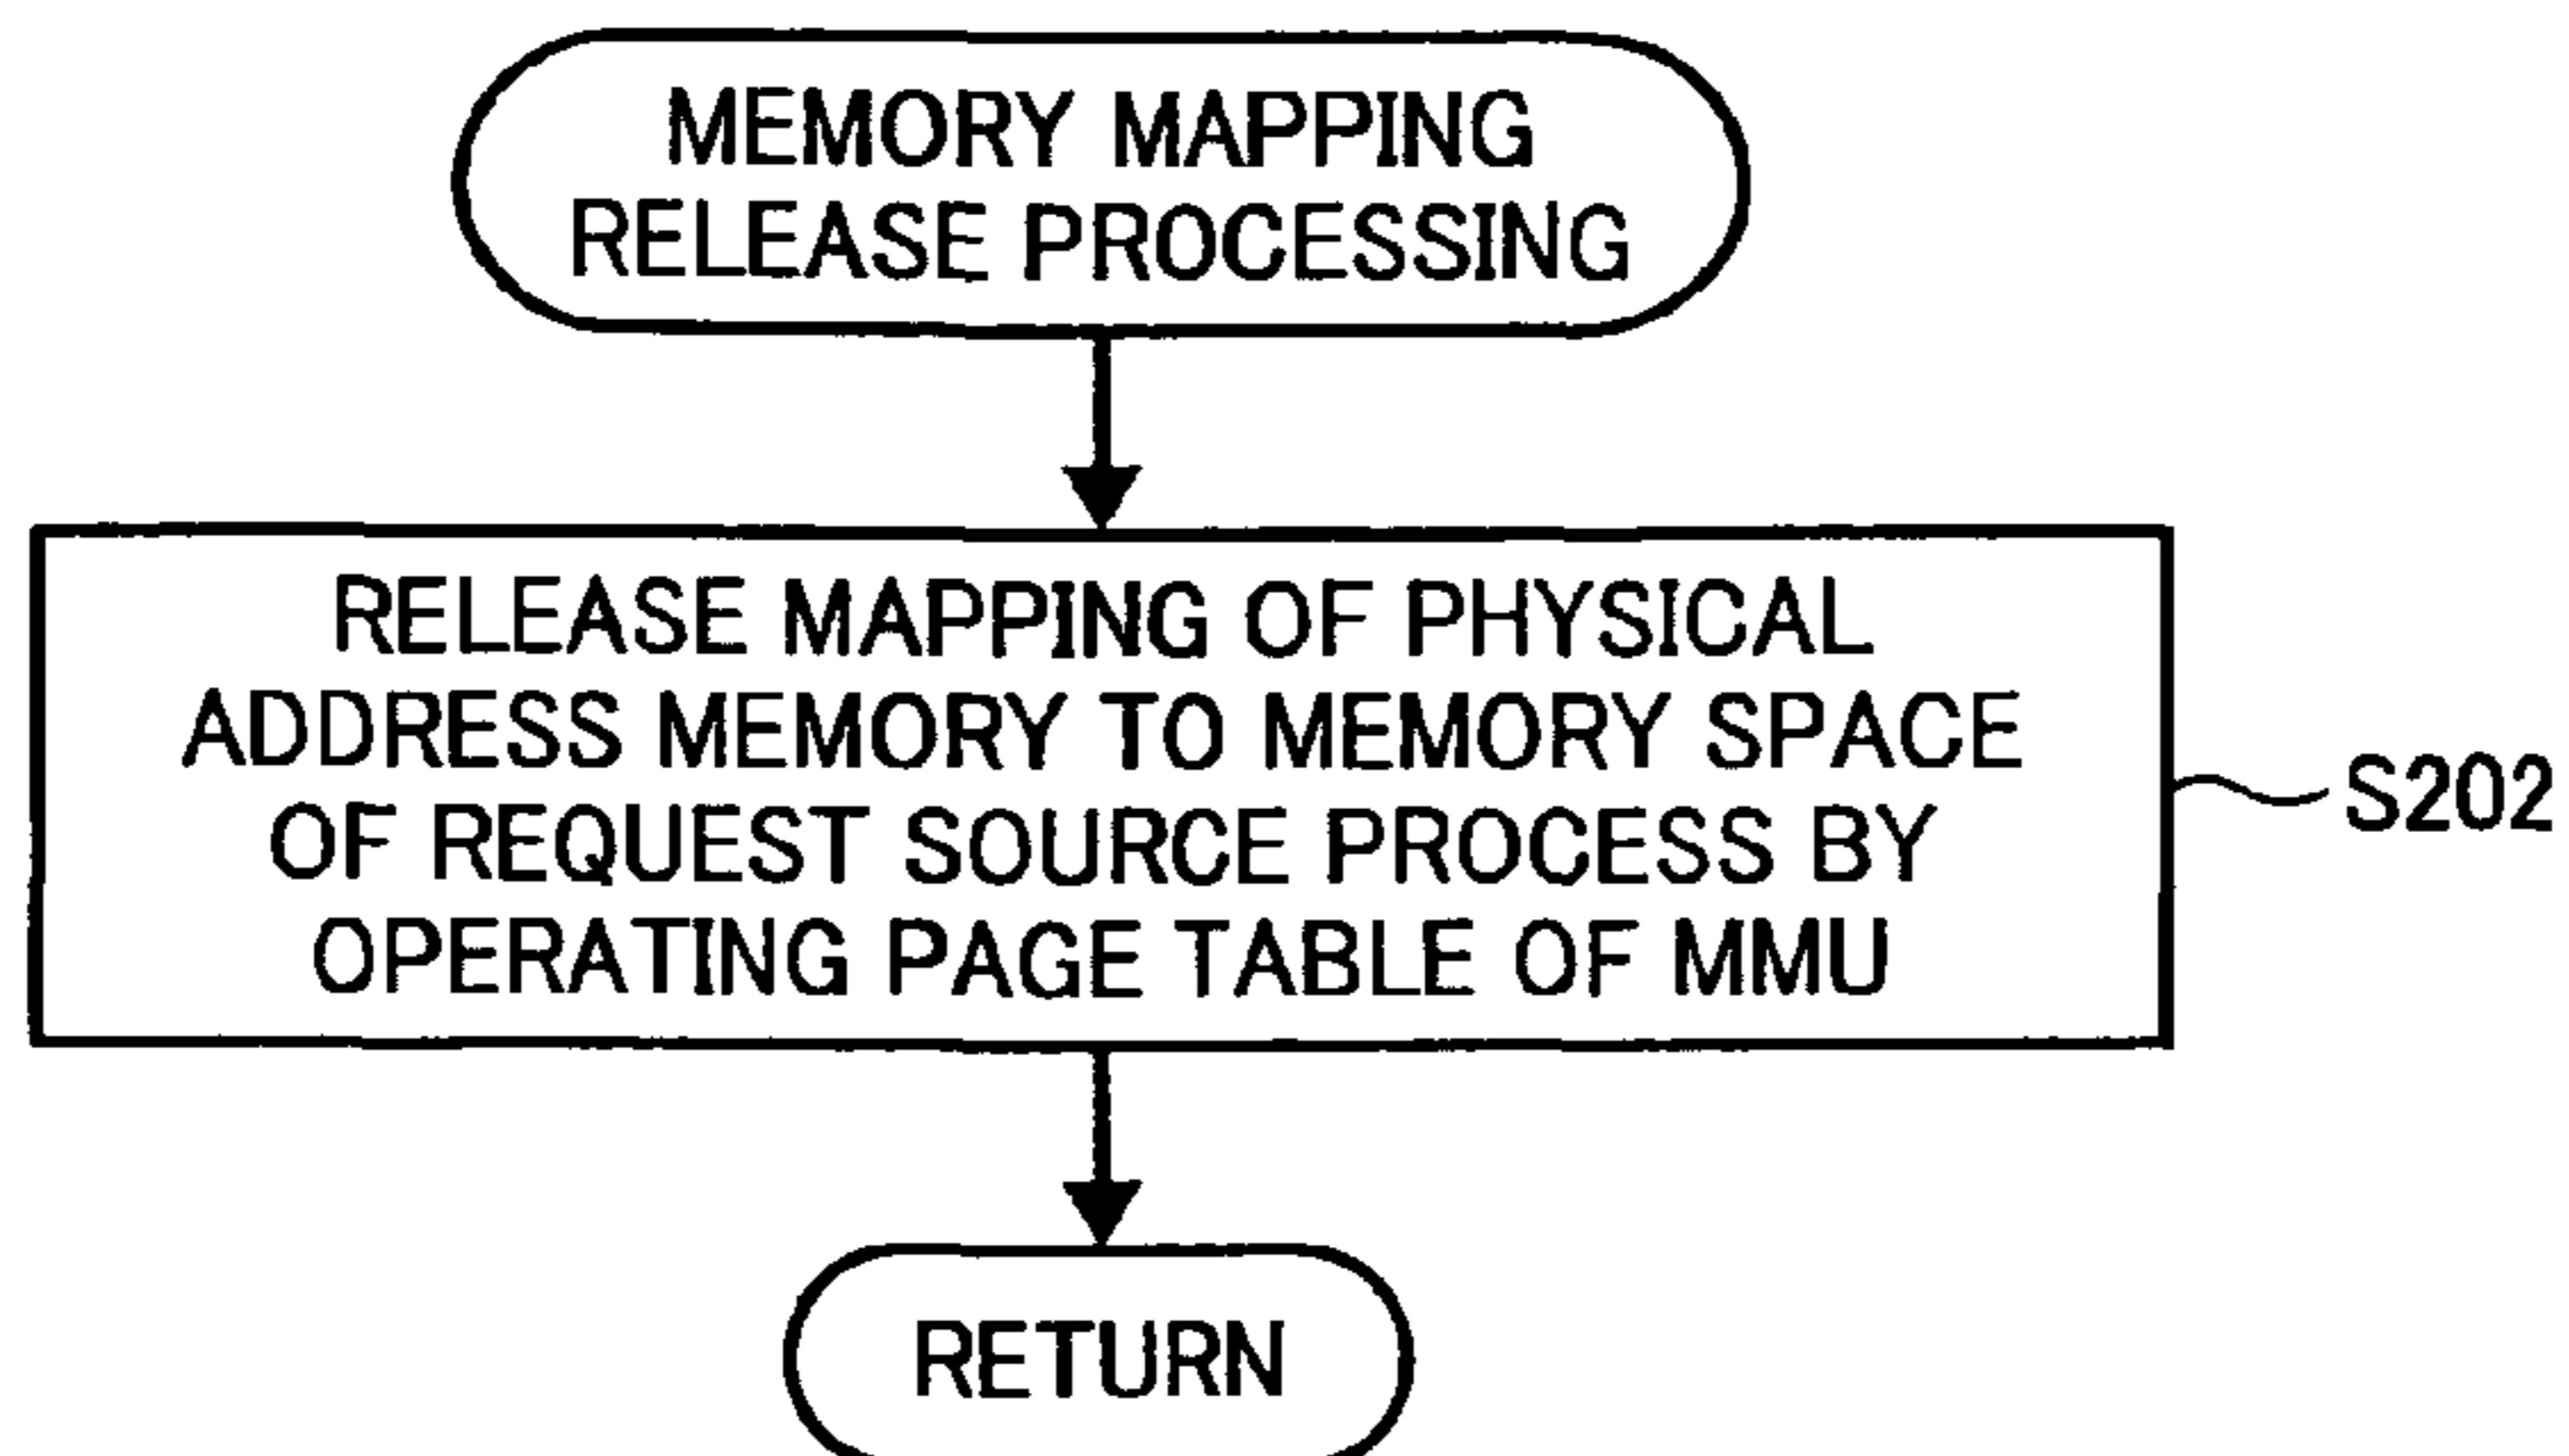 MEMORY MAPPING
RELEASE PROCESSING
RELEASE MAPPING OF PHYSICAL
ADDRESS MEMORY TO MEMORY SPACE
OF REQUEST SOURCE PROCESS BY
OPERATING PAGE TABLE OF MMU
S202
RETURN